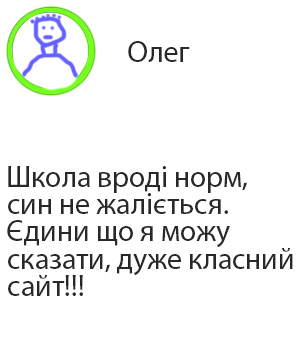 Олег
Школа вроді норм,
син не жаліється.
Єдини що я можу
сказати, дуже класний
сайт!!!